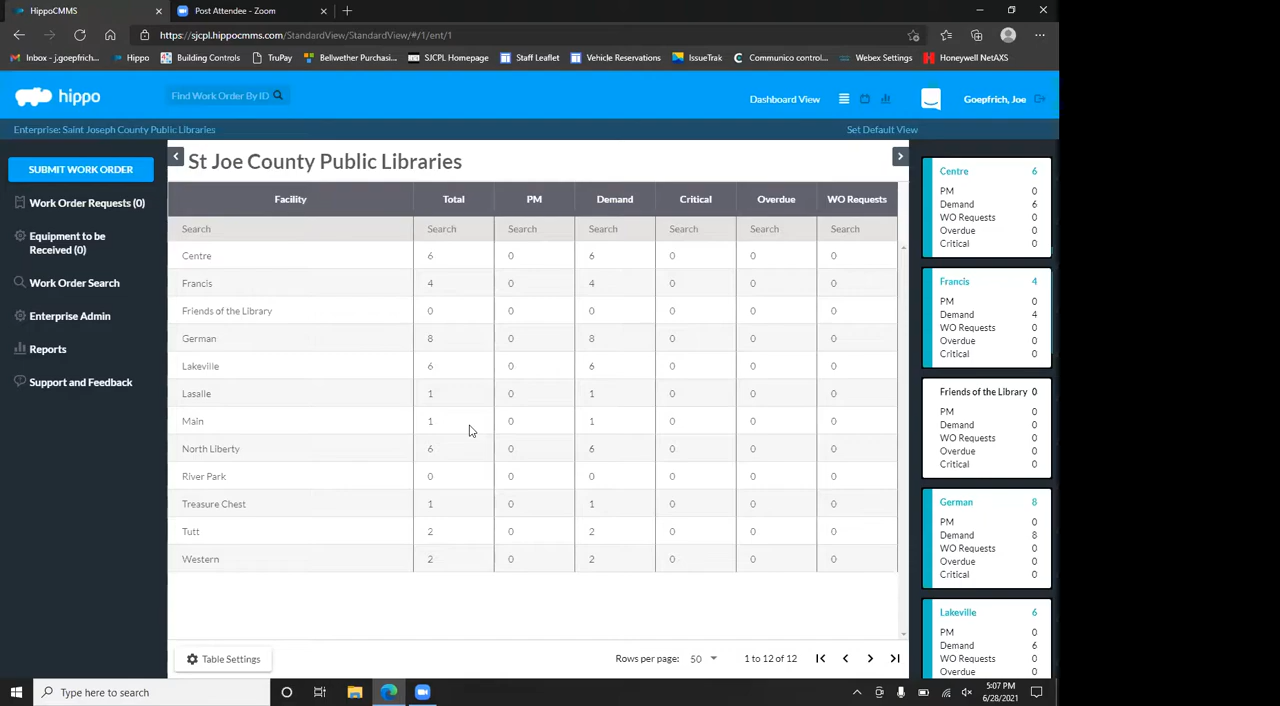 HippoCMMS
Post Attendee - Zoom
https://sjcpl.hippocmms.com/StandardView/StandardView/#/1/ent/1
Inbox - j.goepfrich... Hippo Building Controls TruPay Bellwether Purchasi... SJCPL Homepage Staff Leaflet Vehicle Reservations IssueTrak Communico control... Webex Settings Honeywell NetAXS
hippo Find Work Order By ID Dashboard View Goepfrich, Joe
Enterprise: Saint Joseph County Public Libraries Set Default View
SUBMIT WORK ORDER
Work Order Requests (0)
Equipment to be
Received (0)
Work Order Search
Enterprise Admin
Reports
Support and Feedback
St Joe County Public Libraries
Facility Total PM Demand Critical Overdue WO Requests
Search Search Search Search Search Search Search
Centre 6 0 6 0 0 0
Francis 4 0 4 0 0 0
Friends of the Library 0 0 0 0 0 0
German 8 0 8 0 0 0
Lakeville 6 0 6 0 0 0
Lasalle 1 0 1 0 0 0
Main 1 0 1 0 0 0
North Liberty 6 0 6 0 0 0
River Park 0 0 0 0 0 0
Treasure Chest 1 0 1 0 0 0
Tutt 2 0 2 0 0 0
Western 2 0 2 0 0 0
Table Settings Rows per page: 50 1 to 12 of 12
Centre 6
PM 0
Demand 6
WO Requests 0
Overdue 0
Critical 0
Francis 4
PM 0
Demand 4
WO Requests 0
Overdue 0
Critical 0
Friends of the Library 0
PM 0
Demand 0
WO Requests 0
Overdue 0
Critical 0
German 8
PM 0
Demand 8
WO Requests 0
Overdue 0
Critical 0
Lakeville 6
PM 0
Demand 6
WO Requests 0
Type here to search
5:07 PM
6/28/2021